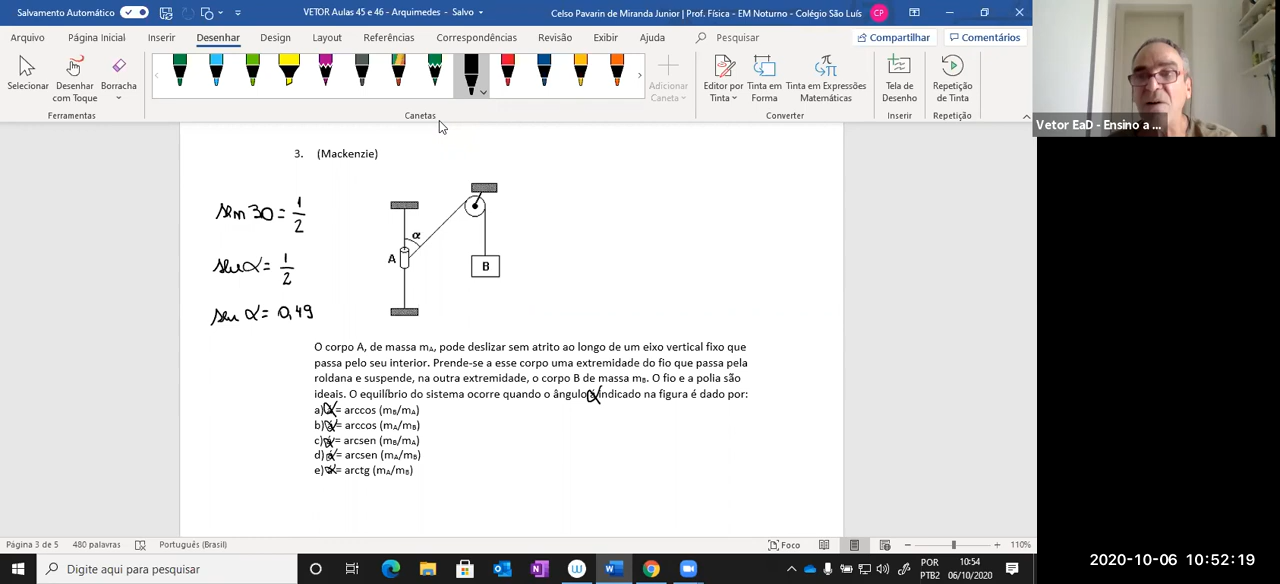 Salvamento Automático
VETOR Aulas 45 e 46 - Arquimedes - Salvo
Celso Pavarin de Miranda Junior | Prof. Física - EM Noturno - Colégio São Luís
CP
Arquivo
Página Inicial
Inserir
Desenhar
Design
Layout
Referências
Correspondências
Revisão
Exibir
Ajuda
Pesquisar
Compartilhar
Comentários
Selecionar
Desenhar
com Toque
Borracha
Adicionar
Caneta
Editor por
Tinta
Tinta em
Forma
Tinta em Expressões
Matemáticas
Tela de
Desenho
Repetição
de Tinta
Ferramentas
Canetas
Converter
Inserir
Repetição
Vetor EaD - Ensino a ...
3. (Mackenzie)
sen 30 = 1/2
sen α = 1/2
sen α = 0,49
α
A
B
O corpo A, de massa mA, pode deslizar sem atrito ao longo de um eixo vertical fixo que
passa pelo seu interior. Prende-se a esse corpo uma extremidade do fio que passa pela
roldana e suspende, na outra extremidade, o corpo B de massa mB. O fio e a polia são
ideais. O equilíbrio do sistema ocorre quando o ângulo α indicado na figura é dado por:
a) α = arccos (mB/mA)
b) α = arccos (mA/mB)
c) α = arcsen (mB/mA)
d) α = arcsen (mA/mB)
e) α = arctg (mA/mB)
Página 3 de 5
480 palavras
Português (Brasil)
Foco
110%
Digite aqui para pesquisar
POR
PTB2
10:54
06/10/2020
2020-10-06 10:52:19